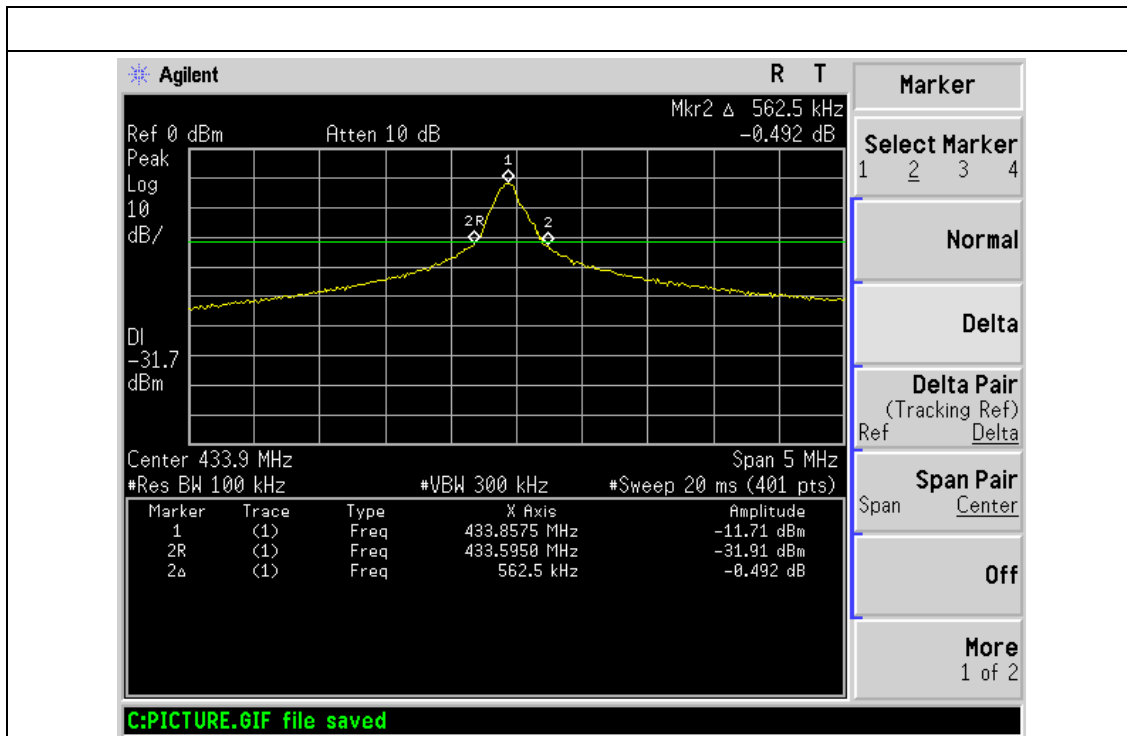 Agilent R T
Mkr2 Δ 562.5 kHz
Ref 0 dBm Atten 10 dB -0.492 dB
Peak
Log
10
dB/
1
2R 2
DI
-31.7
dBm
Center 433.9 MHz Span 5 MHz
#Res BW 100 kHz #VBW 300 kHz #Sweep 20 ms (401 pts)
Marker Trace Type X Axis Amplitude
1 (1) Freq 433.8575 MHz -11.71 dBm
2R (1) Freq 433.5950 MHz -31.91 dBm
2Δ (1) Freq 562.5 kHz -0.492 dB
C:PICTURE.GIF file saved
Marker
Select Marker
1 2 3 4
Normal
Delta
Delta Pair
(Tracking Ref)
Ref Delta
Span Pair
Span Center
Off
More
1 of 2